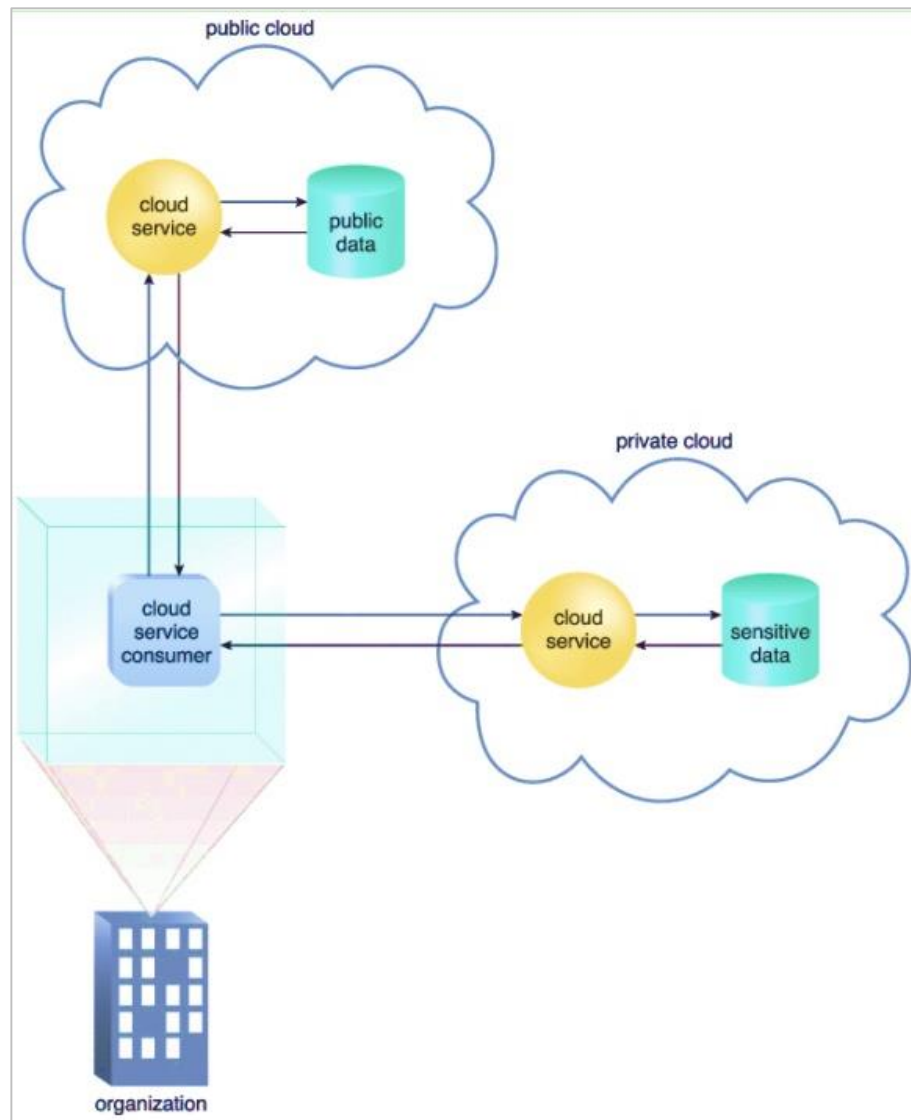 public cloud
cloud
service
public
data
private cloud
cloud
service
consumer
cloud
service
sensitive
data
organization